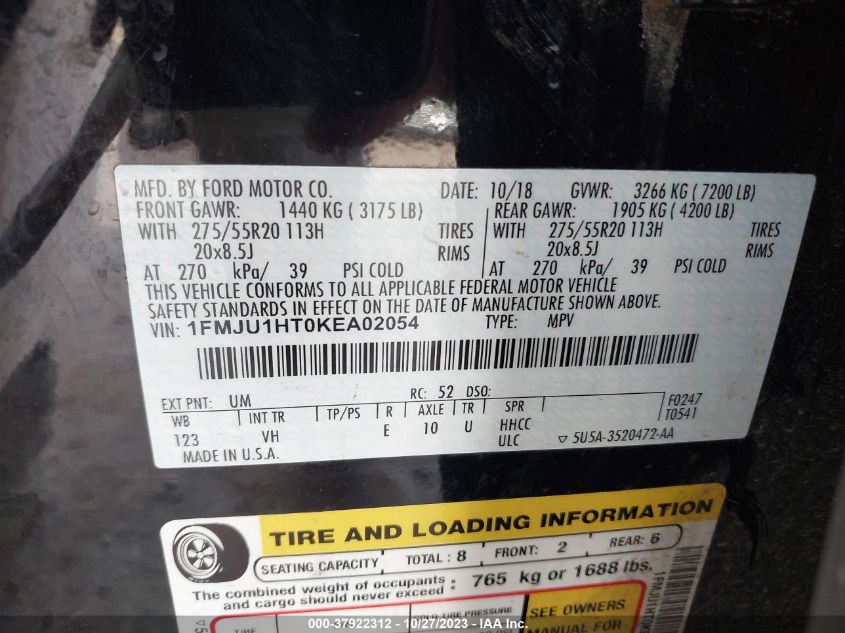 MFD. BY FORD MOTOR CO. DATE: 10/18 GVWR: 3266 KG ( 7200 LB)
FRONT GAWR: 1440 KG ( 3175 LB) REAR GAWR: 1905 KG ( 4200 LB)
WITH 275/55R20 113H TIRES WITH 275/55R20 113H TIRES
20x8.5J RIMS 20x8.5J RIMS
AT 270 kPa/ 39 PSI COLD AT 270 kPa/ 39 PSI COLD
THIS VEHICLE CONFORMS TO ALL APPLICABLE FEDERAL MOTOR VEHICLE
SAFETY STANDARDS IN EFFECT ON THE DATE OF MANUFACTURE SHOWN ABOVE.
VIN: 1FMJU1HT0KEA02054 TYPE: MPV
EXT PNT: UM RC: 52 DSO: F0247
WB INT TR TP/PS R AXLE TR SPR T0541
123 VH E 10 U HHCC
ULC ▽ 5U5A-3520472-AA
MADE IN U.S.A.
TIRE AND LOADING INFORMATION
SEATING CAPACITY TOTAL: 8 FRONT: 2 REAR: 6
The combined weight of occupants : 765 kg or 1688 lbs.
and cargo should never exceed
TIRE PRESSURE SEE OWNERS
MANUAL FOR
000-37922312 - 10/27/2023 - © IAA Inc.